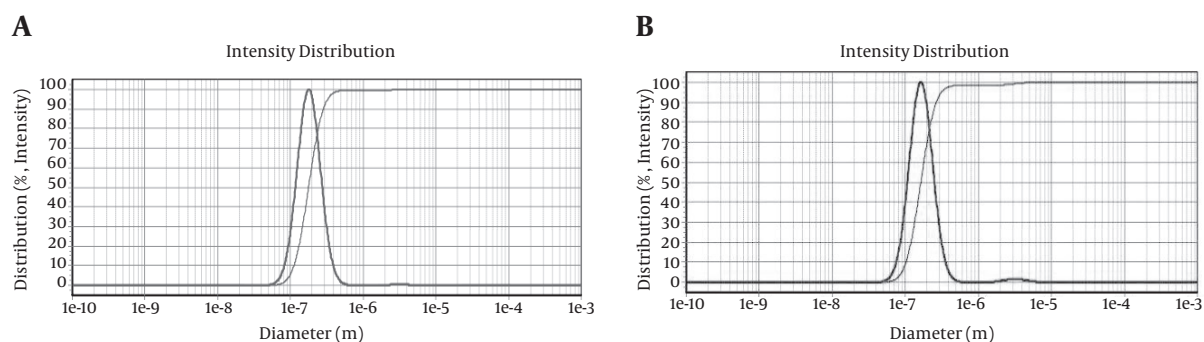 A
Intensity Distribution
Distribution (%, Intensity)
100
90
80
70
60
50
40
30
20
10
0
1e-10 1e-9 1e-8 1e-7 1e-6 1e-5 1e-4 1e-3
Diameter (m)
B
Intensity Distribution
Distribution (%, Intensity)
100
90
80
70
60
50
40
30
20
10
0
1e-10 1e-9 1e-8 1e-7 1e-6 1e-5 1e-4 1e-3
Diameter (m)